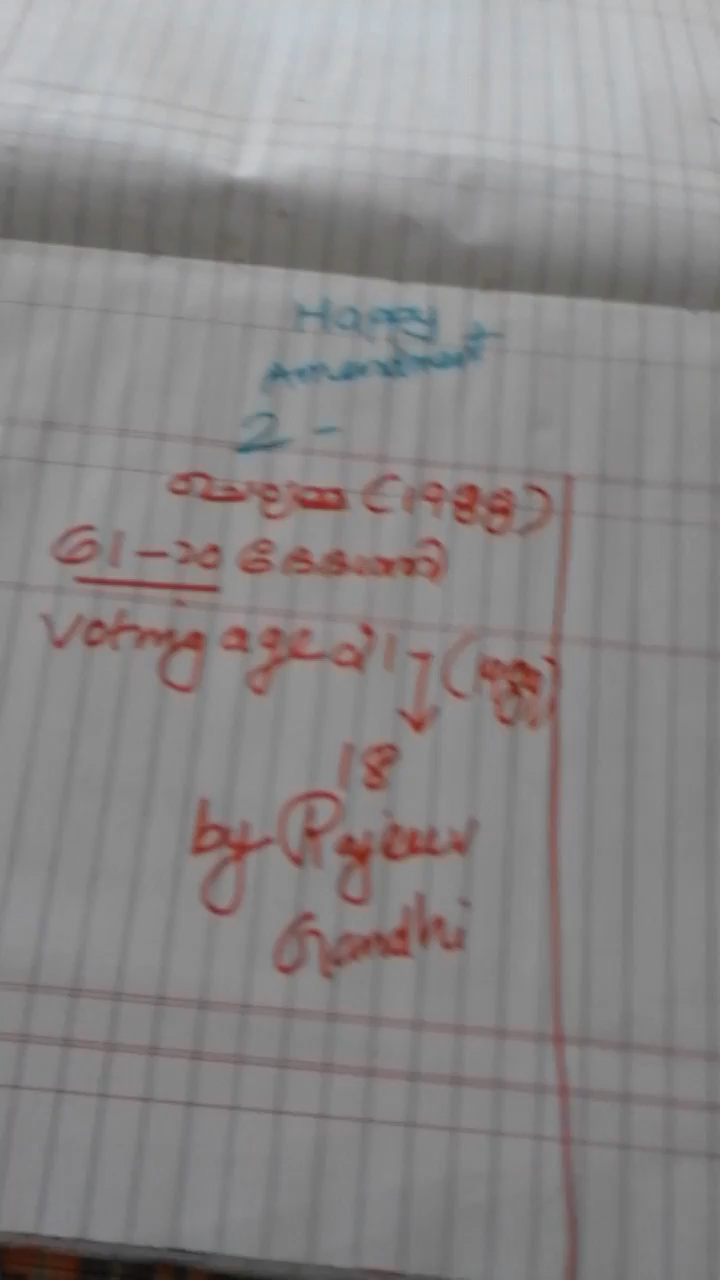 Happy
Amendment
2 -
(1988)
61-ാം ഭേദഗതി
Voting age 21
18
by Rajeev
Gandhi